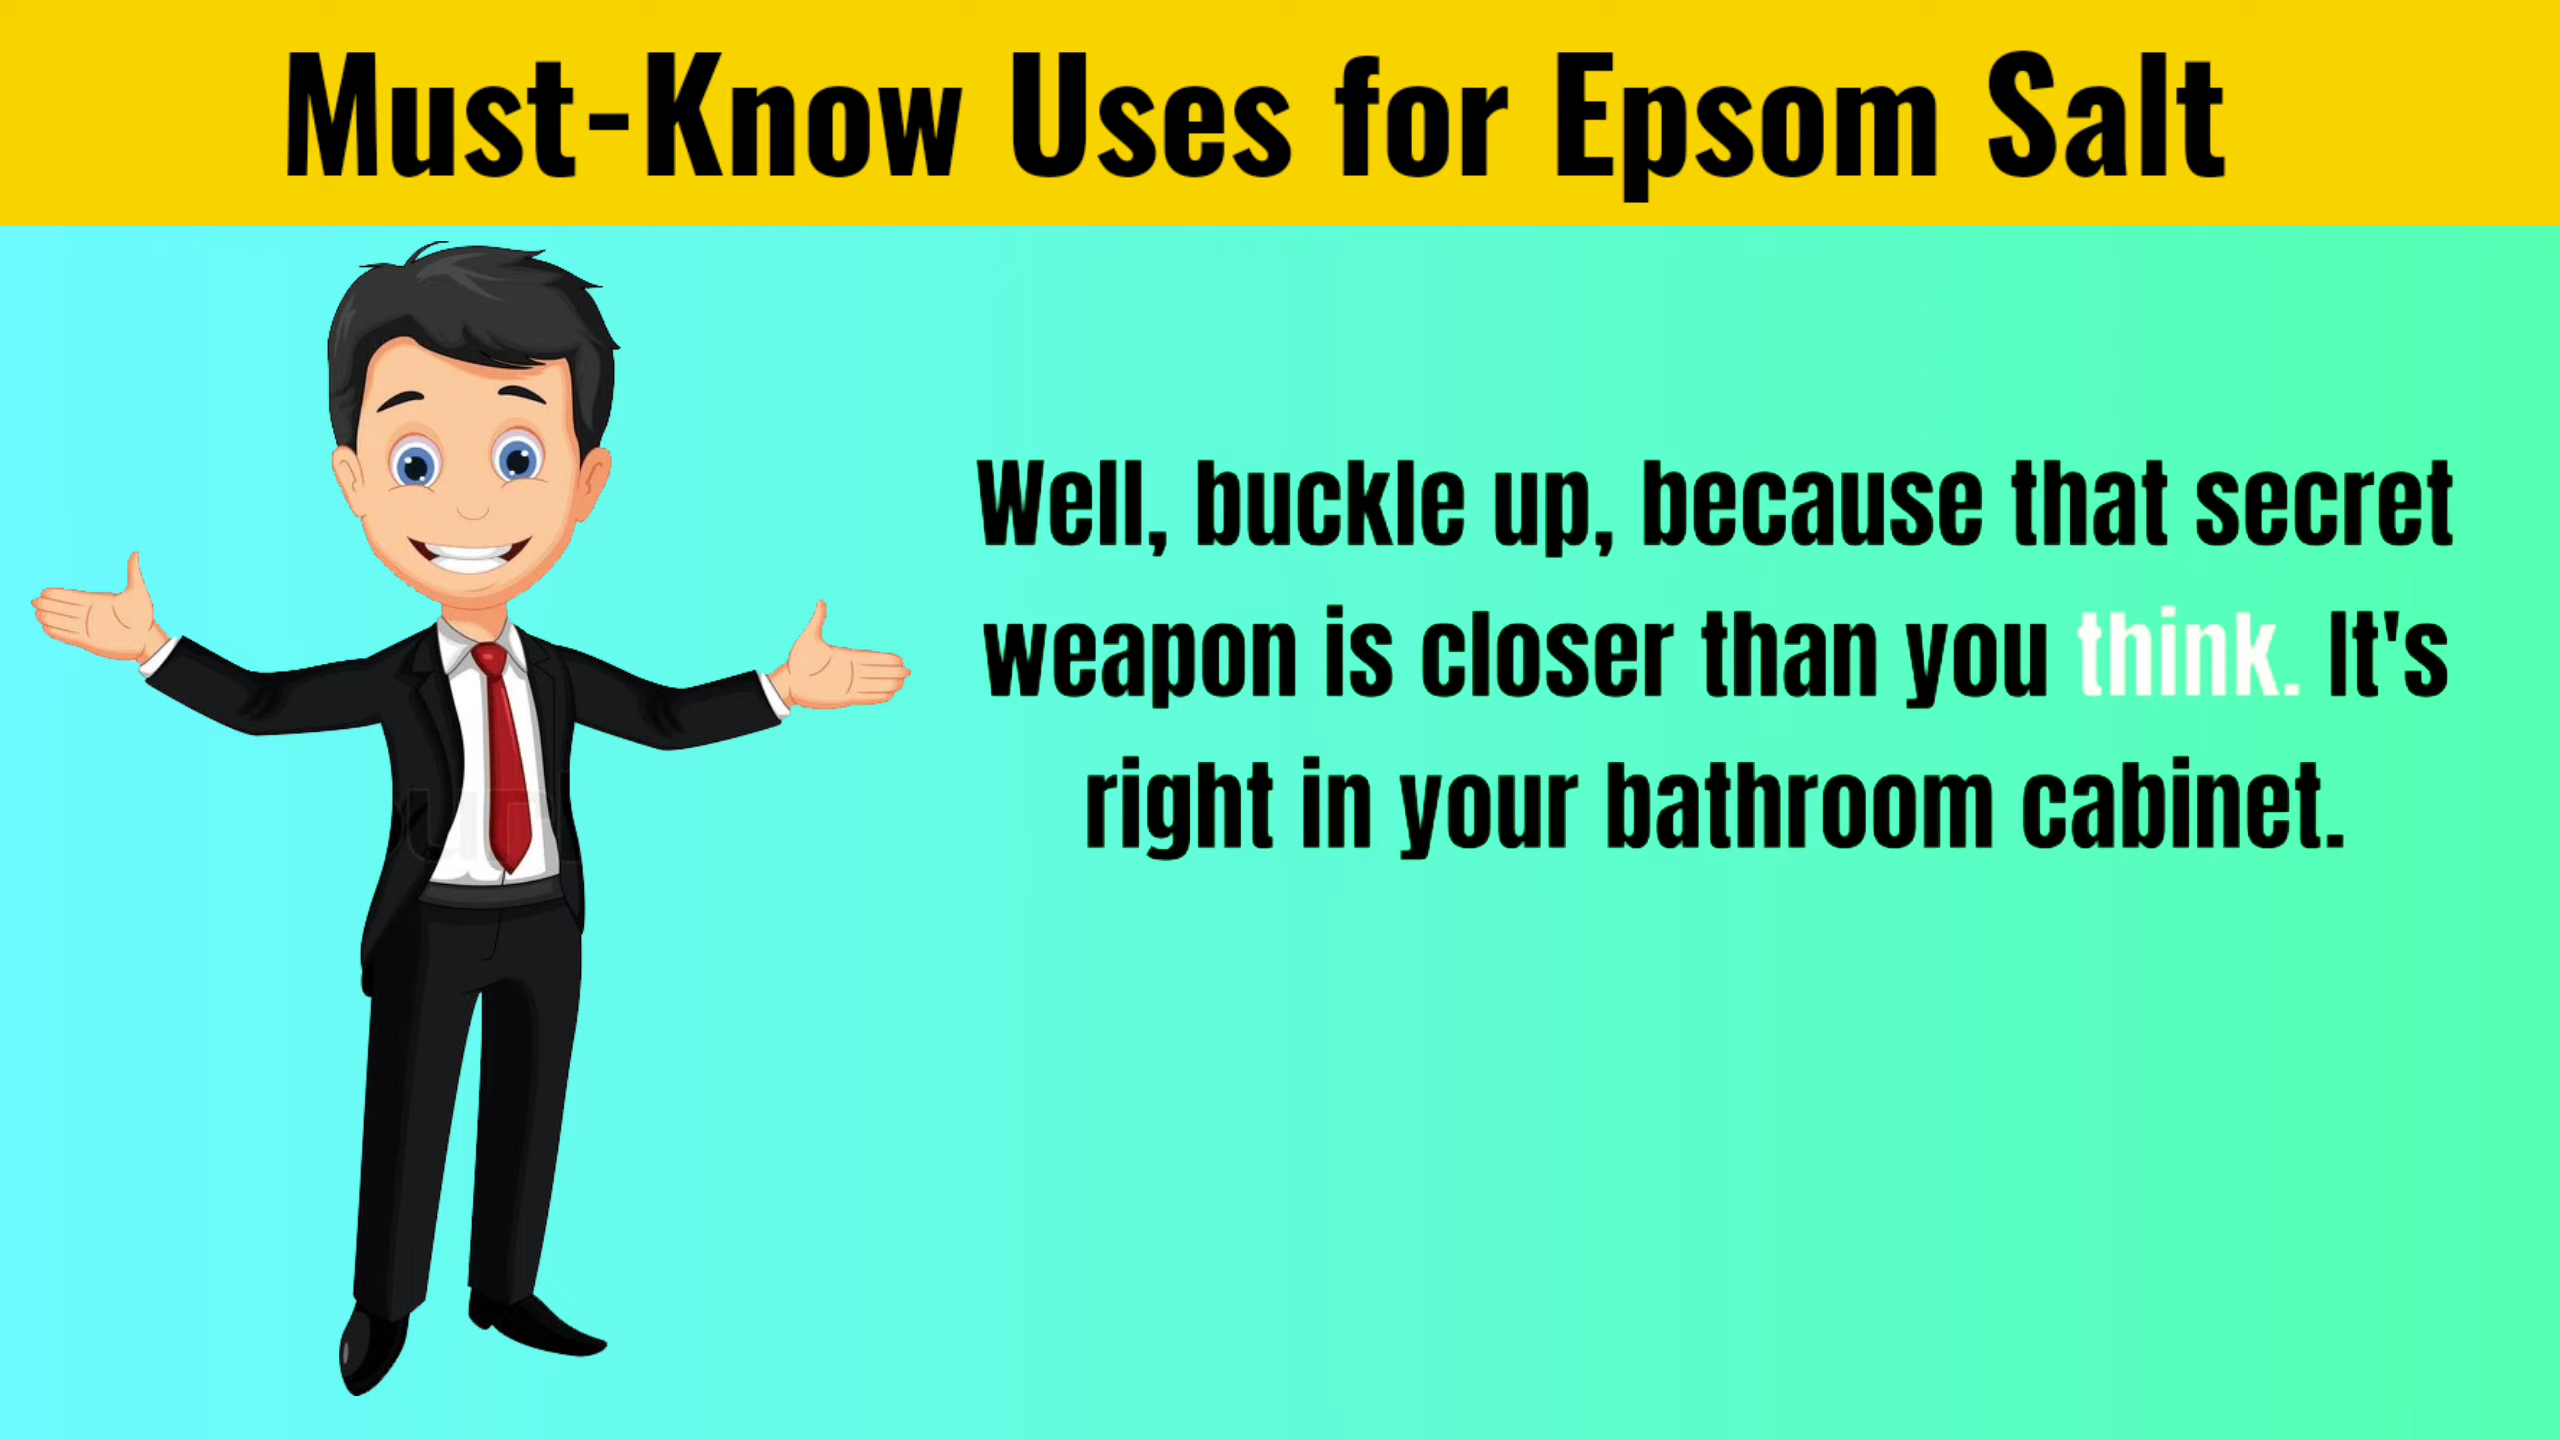 Must-Know Uses for Epsom Salt
Well, buckle up, because that secret
weapon is closer than you think. It's
right in your bathroom cabinet.